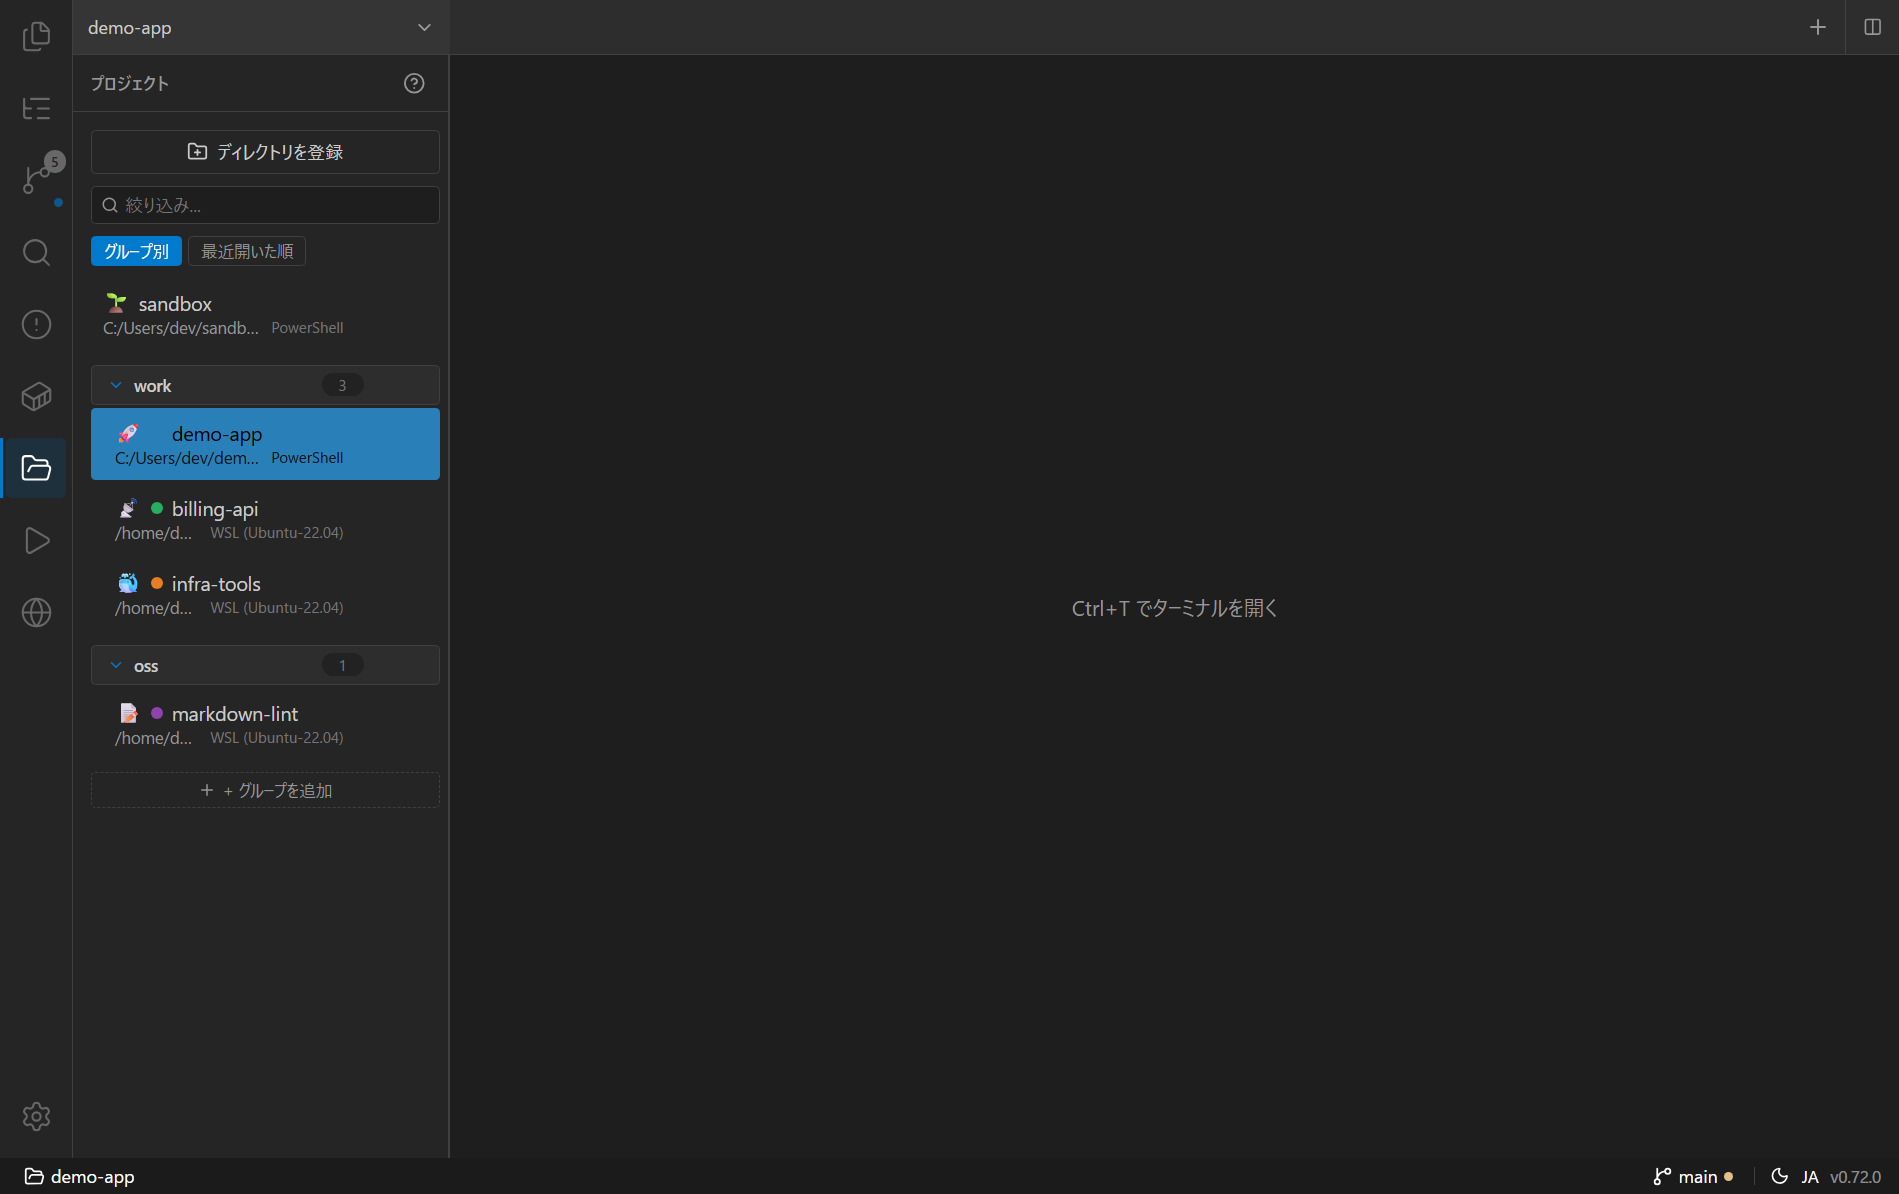 demo-app
プロジェクト
5
ディレクトリを登録
絞り込み...
グループ別 最近開いた順
sandbox
C:/Users/dev/sandb... PowerShell
work 3
demo-app
C:/Users/dev/dem... PowerShell
billing-api
/home/d... WSL (Ubuntu-22.04)
infra-tools
/home/d... WSL (Ubuntu-22.04)
oss 1
markdown-lint
/home/d... WSL (Ubuntu-22.04)
+ グループを追加
Ctrl+T でターミナルを開く
demo-app
main JA v0.72.0